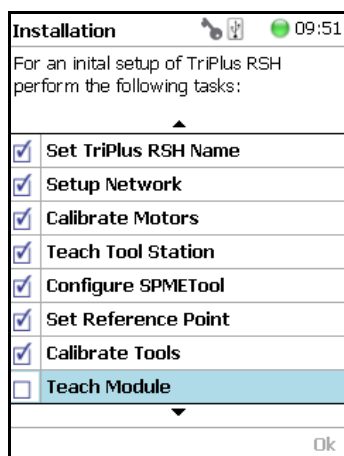 Installation 09:51
For an inital setup of TriPlus RSH
perform the following tasks:
Set TriPlus RSH Name
Setup Network
Calibrate Motors
Teach Tool Station
Configure SPMETool
Set Reference Point
Calibrate Tools
Teach Module
Ok